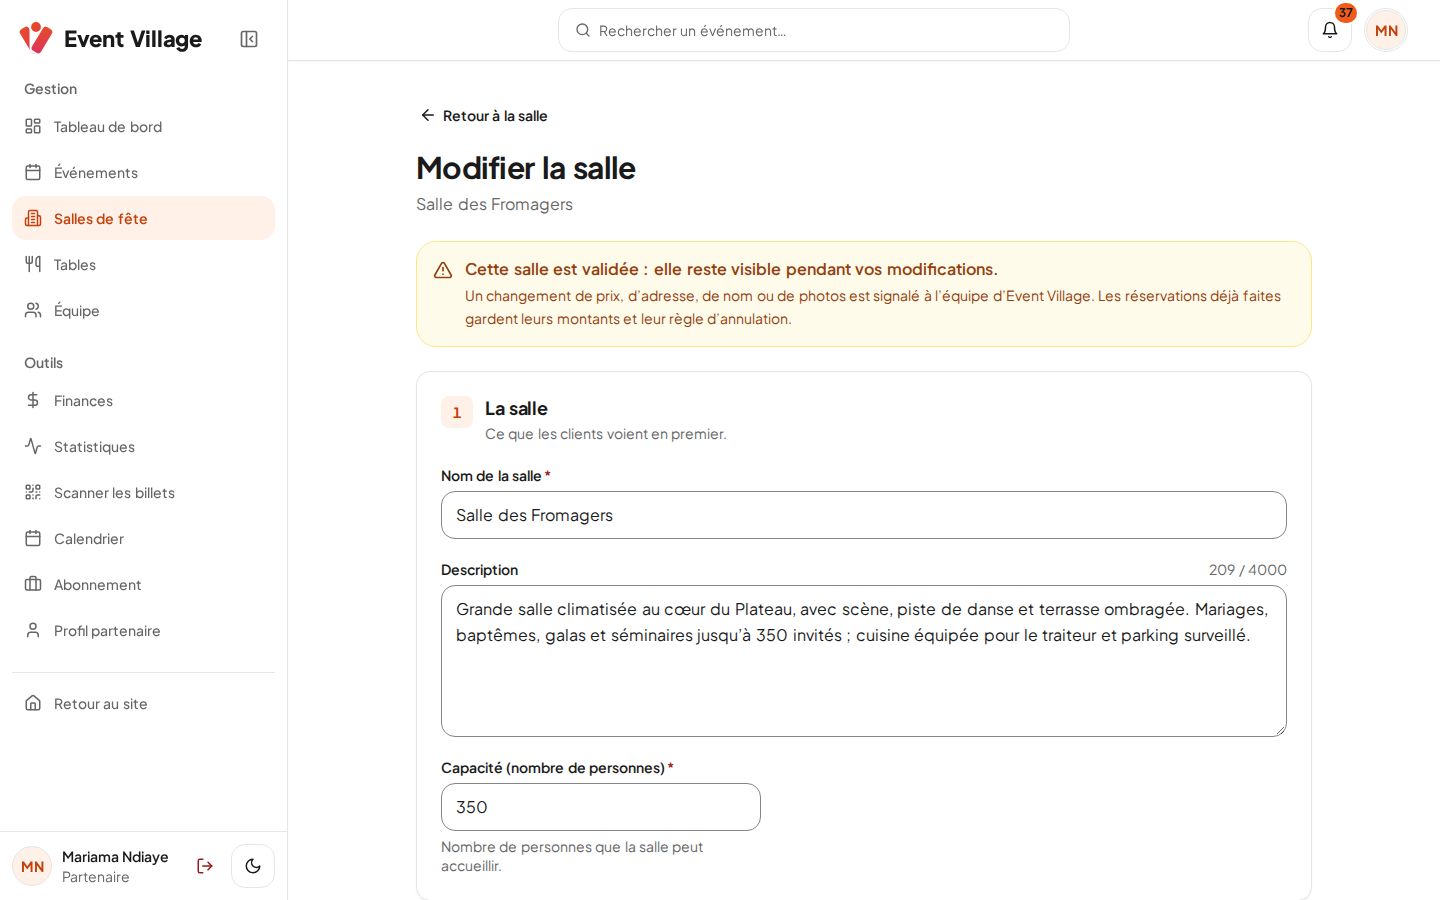 Event Village
Gestion
Tableau de bord
Événements
Salles de fête
Tables
Équipe
Outils
Finances
Statistiques
Scanner les billets
Calendrier
Abonnement
Profil partenaire
Retour au site
MN
Mariama Ndiaye
Partenaire
Rechercher un événement…
37
MN
Retour à la salle
Modifier la salle
Salle des Fromagers
Cette salle est validée : elle reste visible pendant vos modifications.
Un changement de prix, d’adresse, de nom ou de photos est signalé à l’équipe d’Event Village. Les réservations déjà faites
gardent leurs montants et leur règle d’annulation.
1
La salle
Ce que les clients voient en premier.
Nom de la salle *
Salle des Fromagers
Description
209 / 4000
Grande salle climatisée au cœur du Plateau, avec scène, piste de danse et terrasse ombragée. Mariages,
baptêmes, galas et séminaires jusqu’à 350 invités ; cuisine équipée pour le traiteur et parking surveillé.
Capacité (nombre de personnes) *
350
Nombre de personnes que la salle peut
accueillir.